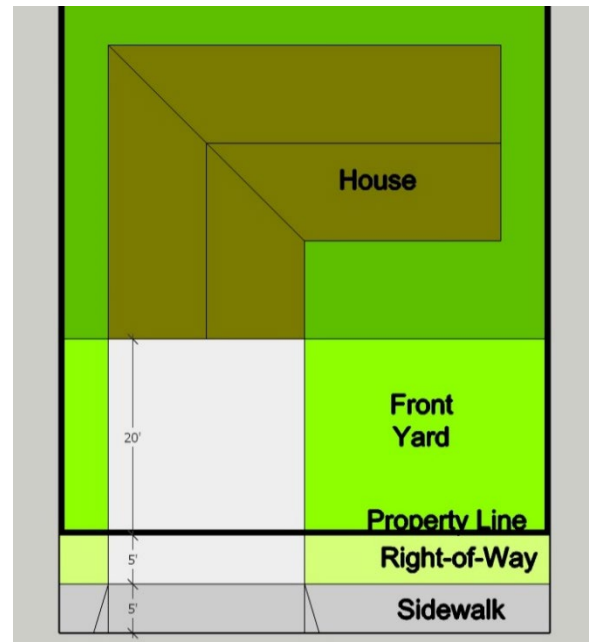 House
20'
Front
Yard
Property Line
5'
Right-of-Way
5'
Sidewalk